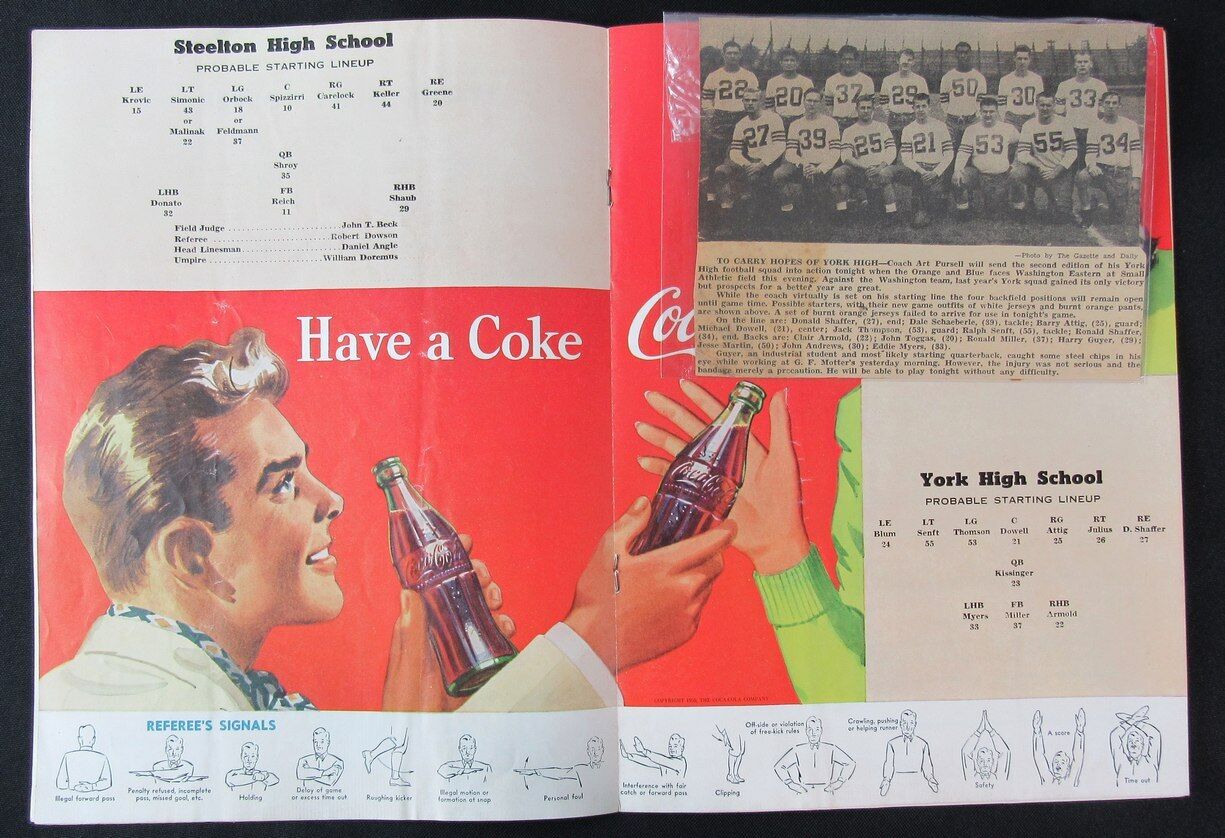 Steelton High School
PROBABLE STARTING LINEUP
LE LT LG C RG RT RE
Krovic Simonic Orbock Spizzirri Carelock Keller Greene
15 43 18 10 41 44 20
or or
Malinak Feldmann
22 37
QB
Shroy
35
LHB FB RHB
Donato Reich Shaub
32 11 29
Field Judge ......................... John T. Beck
Referee ......................... Robert Dowson
Head Linesman ......................... Daniel Angle
Umpire ......................... William Doremus
Have a Coke
Coc
22 20 37 29 50 30 33
27 39 25 21 53 55 34
—Photo by The Gazette and Daily
TO CARRY HOPES OF YORK HIGH—Coach Art Pursell will send the second edition of his York
High football squad into action tonight when the Orange and Blue faces Washington Eastern at Small
Athletic field this evening. Against the Washington team, last year's York squad gained its only victory
but prospects for a better year are great.
While the coach virtually is set on his starting line the four backfield positions will remain open
until game time. Possible starters, with their new game outfits of white jerseys and burnt orange pants,
are shown above. A set of burnt orange jerseys failed to arrive for use in tonight's game.
On the line are: Donald Shaffer, (27), end; Dale Schaeberle, (39), tackle; Barry Attig, (25), guard;
Michael Dowell, (21), center; Jack Thompson, (53), guard; Ralph Senft, (55), tackle; Ronald Shaffer,
(34), end. Backs are: Clair Armold, (22); John Toggas, (20); Ronald Miller, (37); Harry Guyer, (29);
Jesse Martin, (50); John Andrews, (30); Eddie Myers, (33).
Guyer, an industrial student and most likely starting quarterback, caught some steel chips in his
eye while working at G. F. Motter's yesterday morning. However, the injury was not serious and the
bandage merely a precaution. He will be able to play tonight without any difficulty.
Coca-Cola
Coca-Cola
York High School
PROBABLE STARTING LINEUP
LE LT LG C RG RT RE
Blum Senft Thomson Dowell Attig Julius D. Shaffer
24 55 53 21 25 26 27
QB
Kissinger
23
LHB FB RHB
Myers Miller Armold
33 37 22
COPYRIGHT 1950, THE COCA-COLA COMPANY
REFEREE'S SIGNALS
Illegal forward pass
Penalty refused, incomplete
pass, missed goal, etc.
Holding
Delay of game
or excess time out
Roughing kicker
Illegal motion or
formation at snap
Personal foul
Interference with fair
catch or forward pass
Clipping
Off-side or violation
of free-kick rules
Crawling, pushing
or helping runner
Safety
A score
Time out